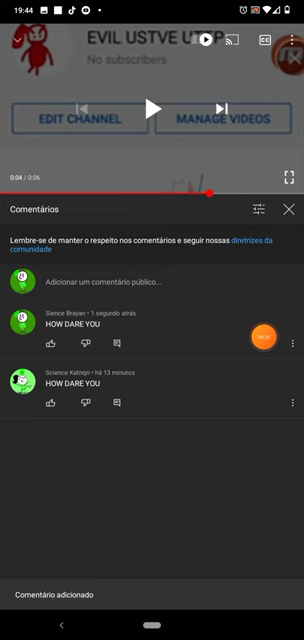 19:44
EVIL USTVE UTTP
No subscribers
CC
EDIT CHANNEL
MANAGE VIDEOS
0:04 / 0:06
Comentários
Lembre-se de manter o respeito nos comentários e seguir nossas diretrizes da
comunidade
Adicionar um comentário público...
Sience Brayan • 1 segundo atrás
HOW DARE YOU
Science Katnqn • há 13 minutos
HOW DARE YOU
Comentário adicionado